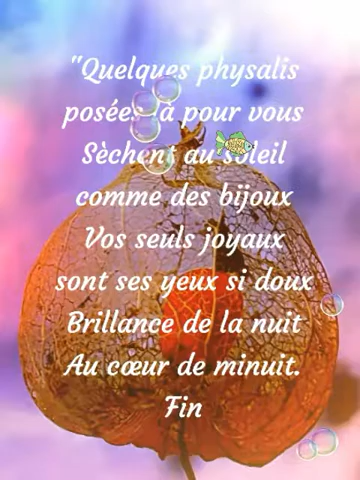 "Quelques physalis
posées là pour vous
Sèchent au soleil
comme des bijoux
Vos seuls joyaux
sont ses yeux si doux
Brillance de la nuit
Au cœur de minuit.
Fin